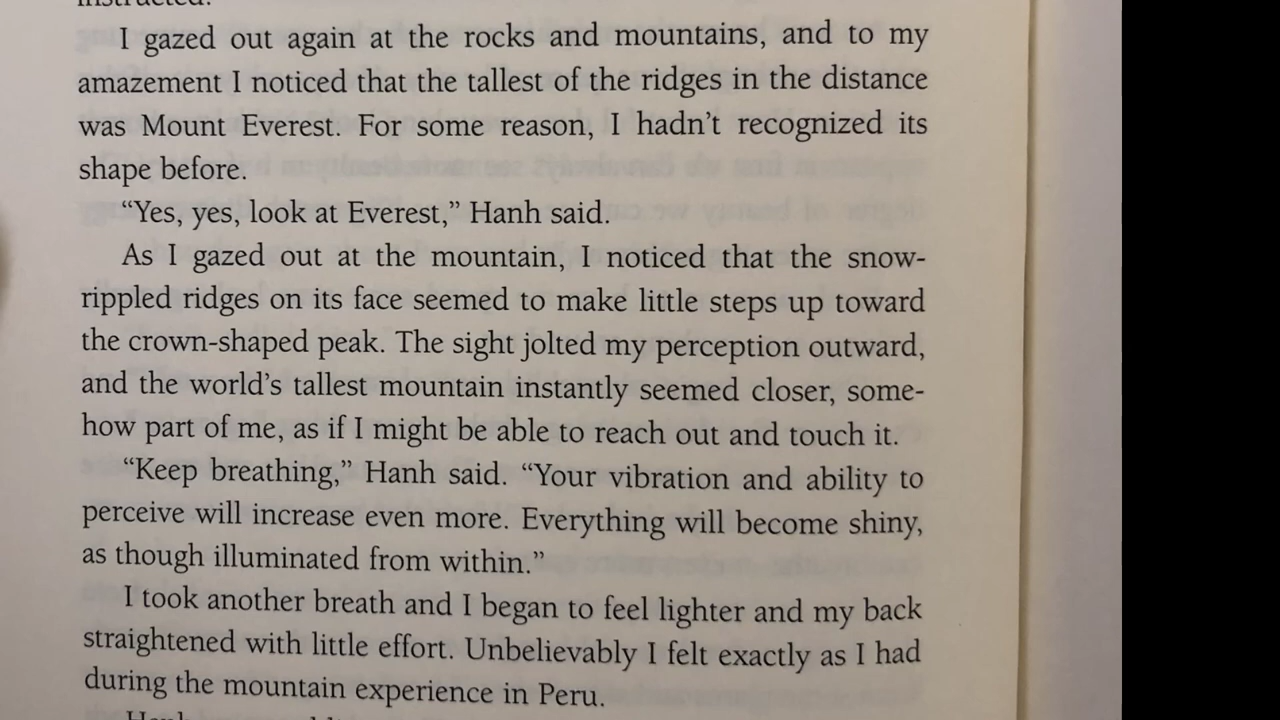 instructed.
I gazed out again at the rocks and mountains, and to my
amazement I noticed that the tallest of the ridges in the distance
was Mount Everest. For some reason, I hadn’t recognized its
shape before.
“Yes, yes, look at Everest,” Hanh said.
As I gazed out at the mountain, I noticed that the snow-
rippled ridges on its face seemed to make little steps up toward
the crown-shaped peak. The sight jolted my perception outward,
and the world’s tallest mountain instantly seemed closer, some-
how part of me, as if I might be able to reach out and touch it.
“Keep breathing,” Hanh said. “Your vibration and ability to
perceive will increase even more. Everything will become shiny,
as though illuminated from within.”
I took another breath and I began to feel lighter and my back
straightened with little effort. Unbelievably I felt exactly as I had
during the mountain experience in Peru.
Hanh